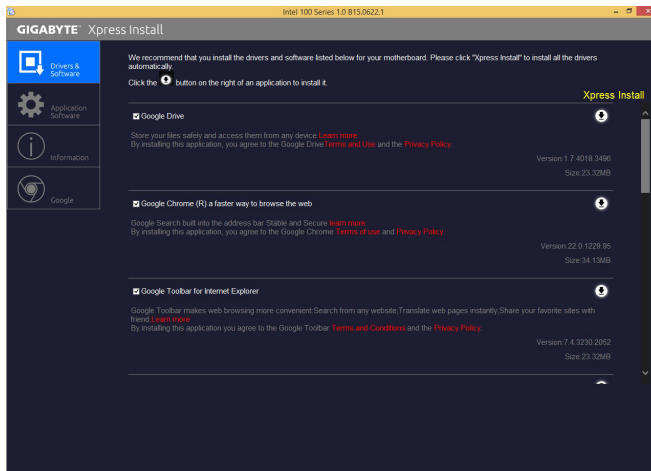 Intel 100 Series 1.0 B15.0622.1
GIGABYTE™ Xpress Install
Drivers &
Software
Application
Software
Information
Google
We recommend that you install the drivers and software listed below for your motherboard. Please click "Xpress Install" to install all the drivers
automatically.
Click the button on the right of an application to install it.
Xpress Install
Google Drive
Store your files safely and access them from any device.Learn more
By installing this application, you agree to the Google DriveTerms and Use and the Privacy Policy.
Version:1.7.4018.3496
Size:23.32MB
Google Chrome (R) a faster way to browse the web
Google Search built into the address bar Stable and Secure learn more
By installing this application, you agree to the Google Chrome Terms of use and Privacy Policy.
Version:22.0.1229.95
Size:34.13MB
Google Toolbar for Internet Explorer
Google Toolbar makes web browsing more convenient:Search from any website,Translate web pages instantly,Share your favorite sites with
friend.Learn more
By installing this application you agree to the Google Toolbar Terms and Conditions and the Privacy Policy.
Version:7.4.3230.2052
Size:23.32MB